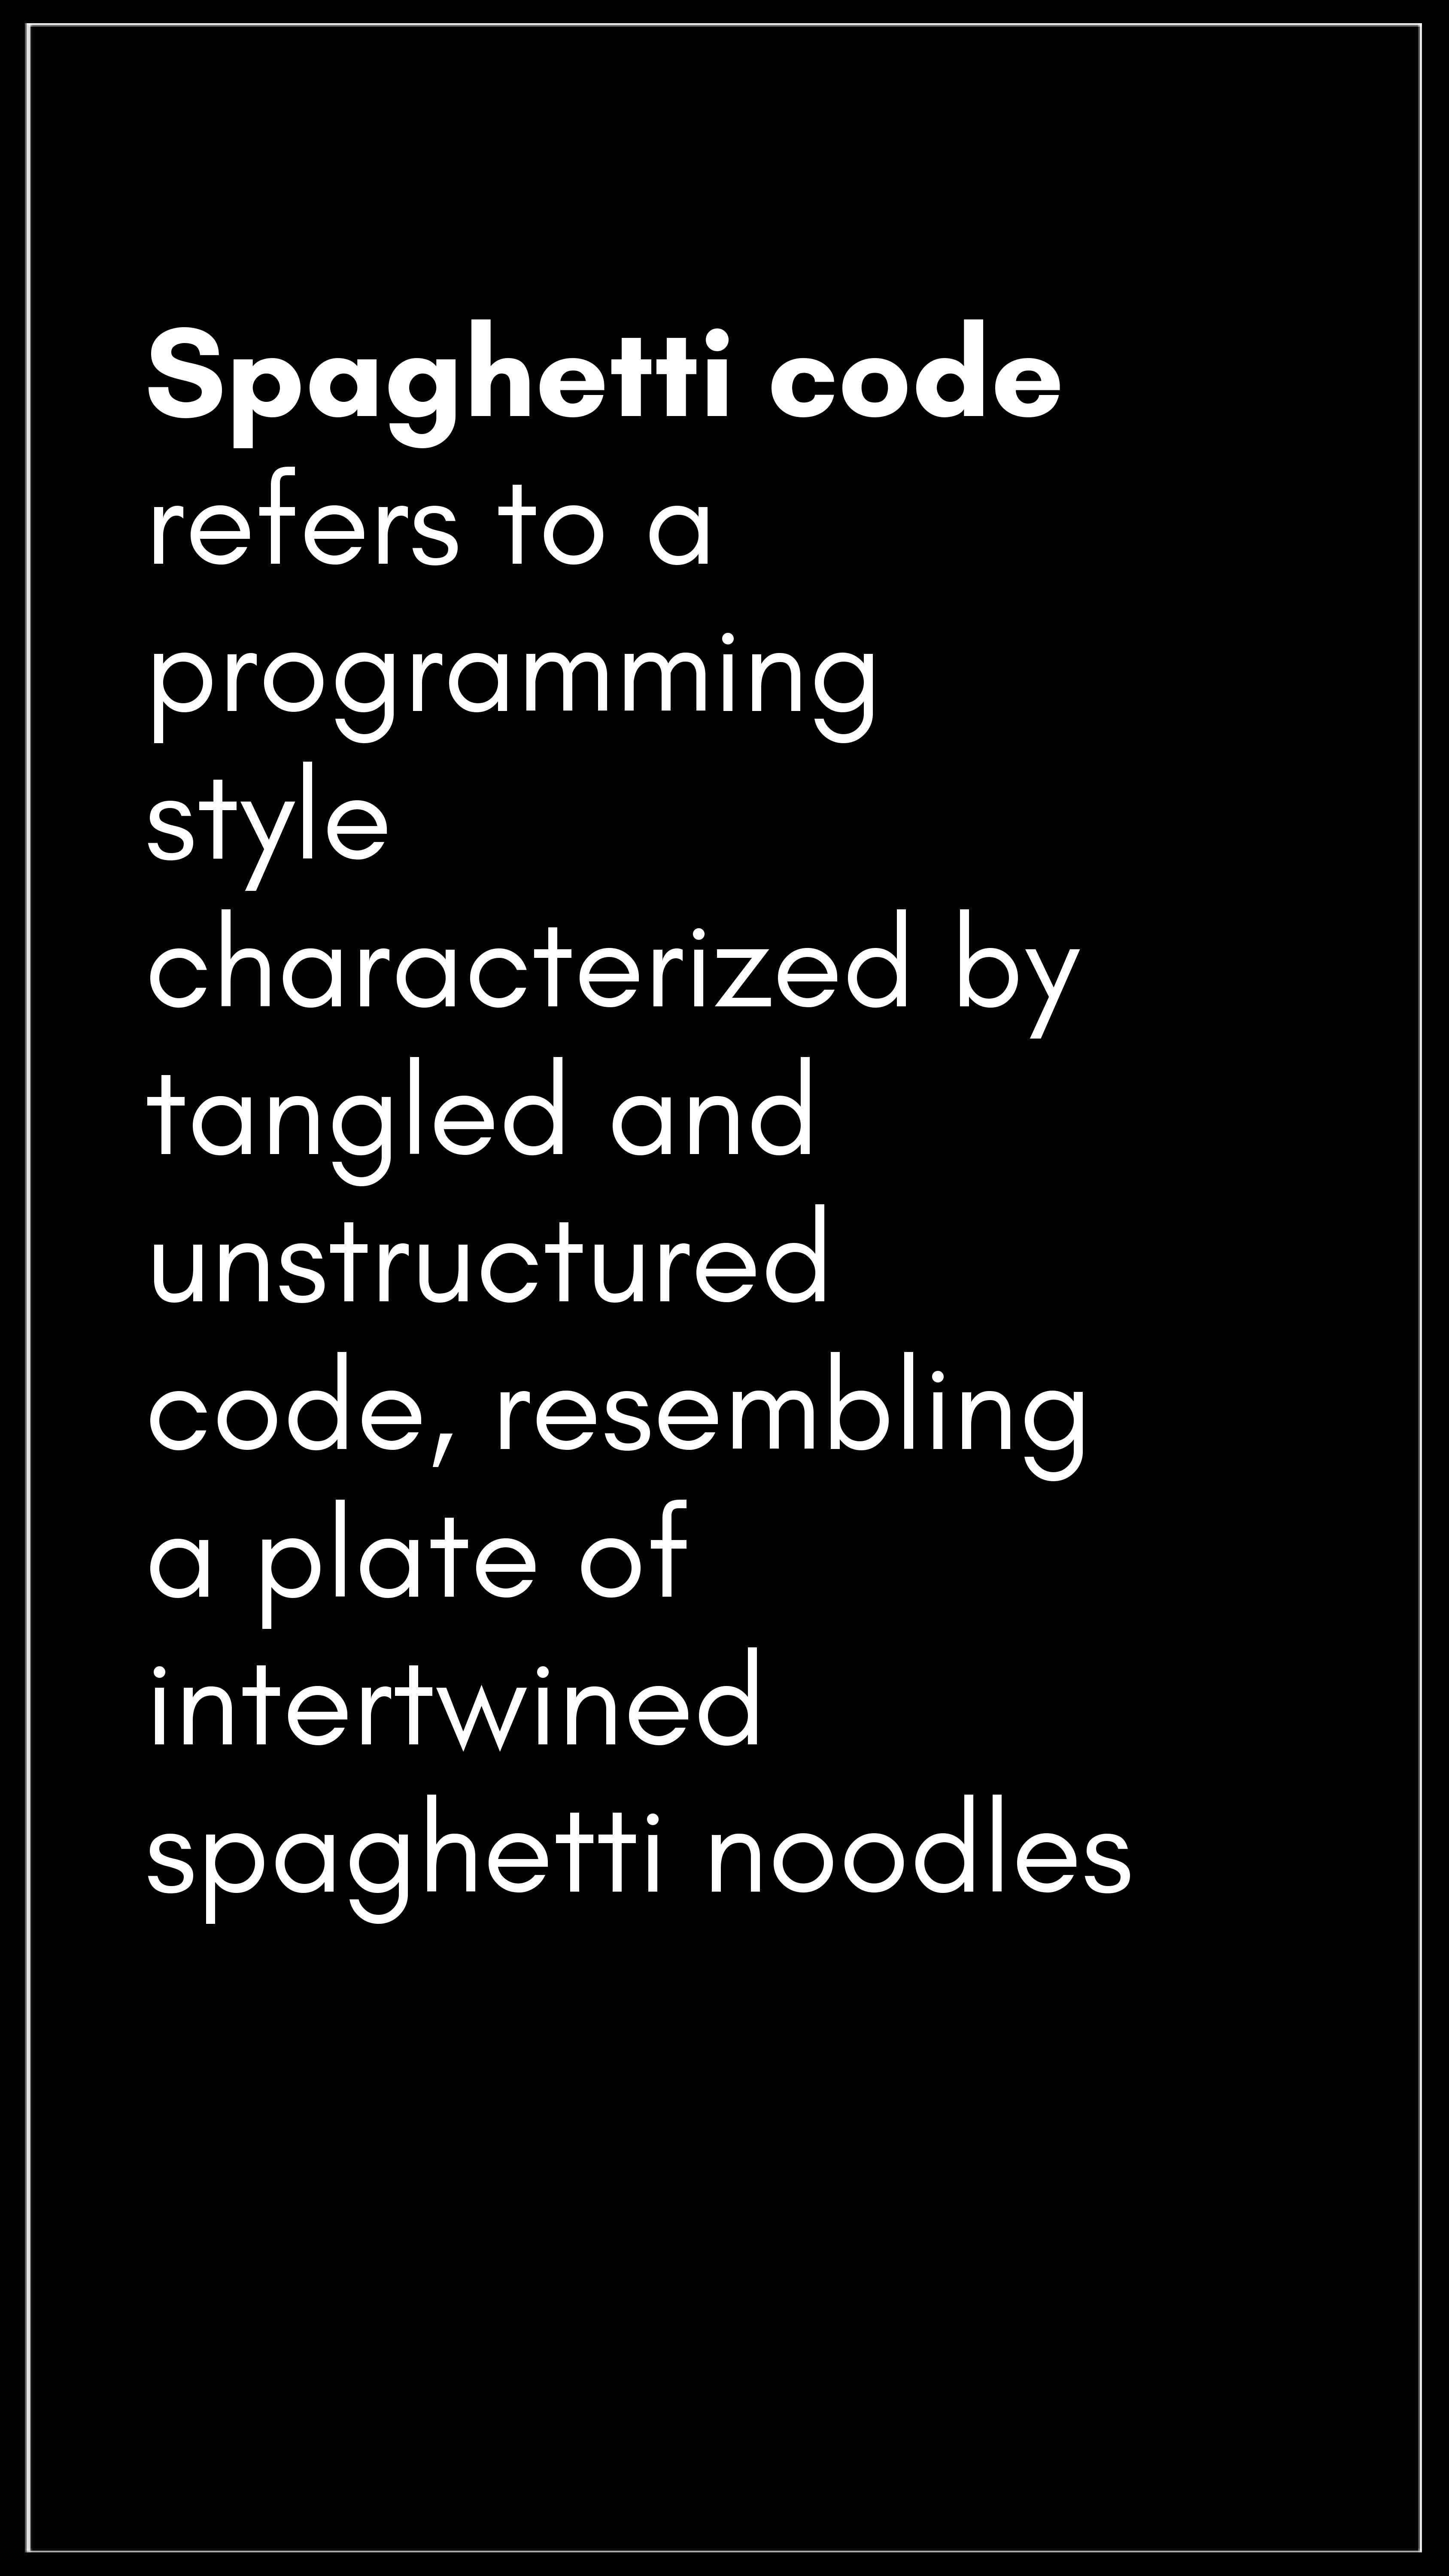 Spaghetti code
refers to a
programming
style
characterized by
tangled and
unstructured
code, resembling
a plate of
intertwined
spaghetti noodles